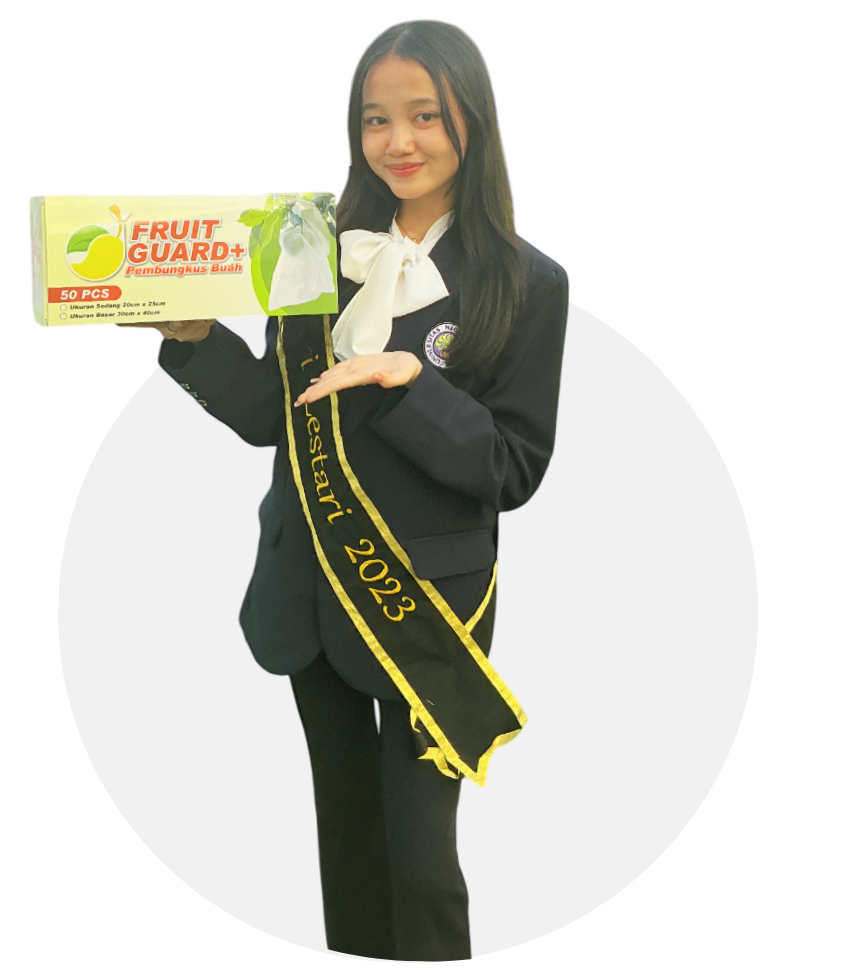 FRUIT
GUARD+
Pembungkus Buah
50 PCS
Ukuran Sedang 20cm x 25cm
Ukuran Besar 30cm x 40cm
Lestari 2023